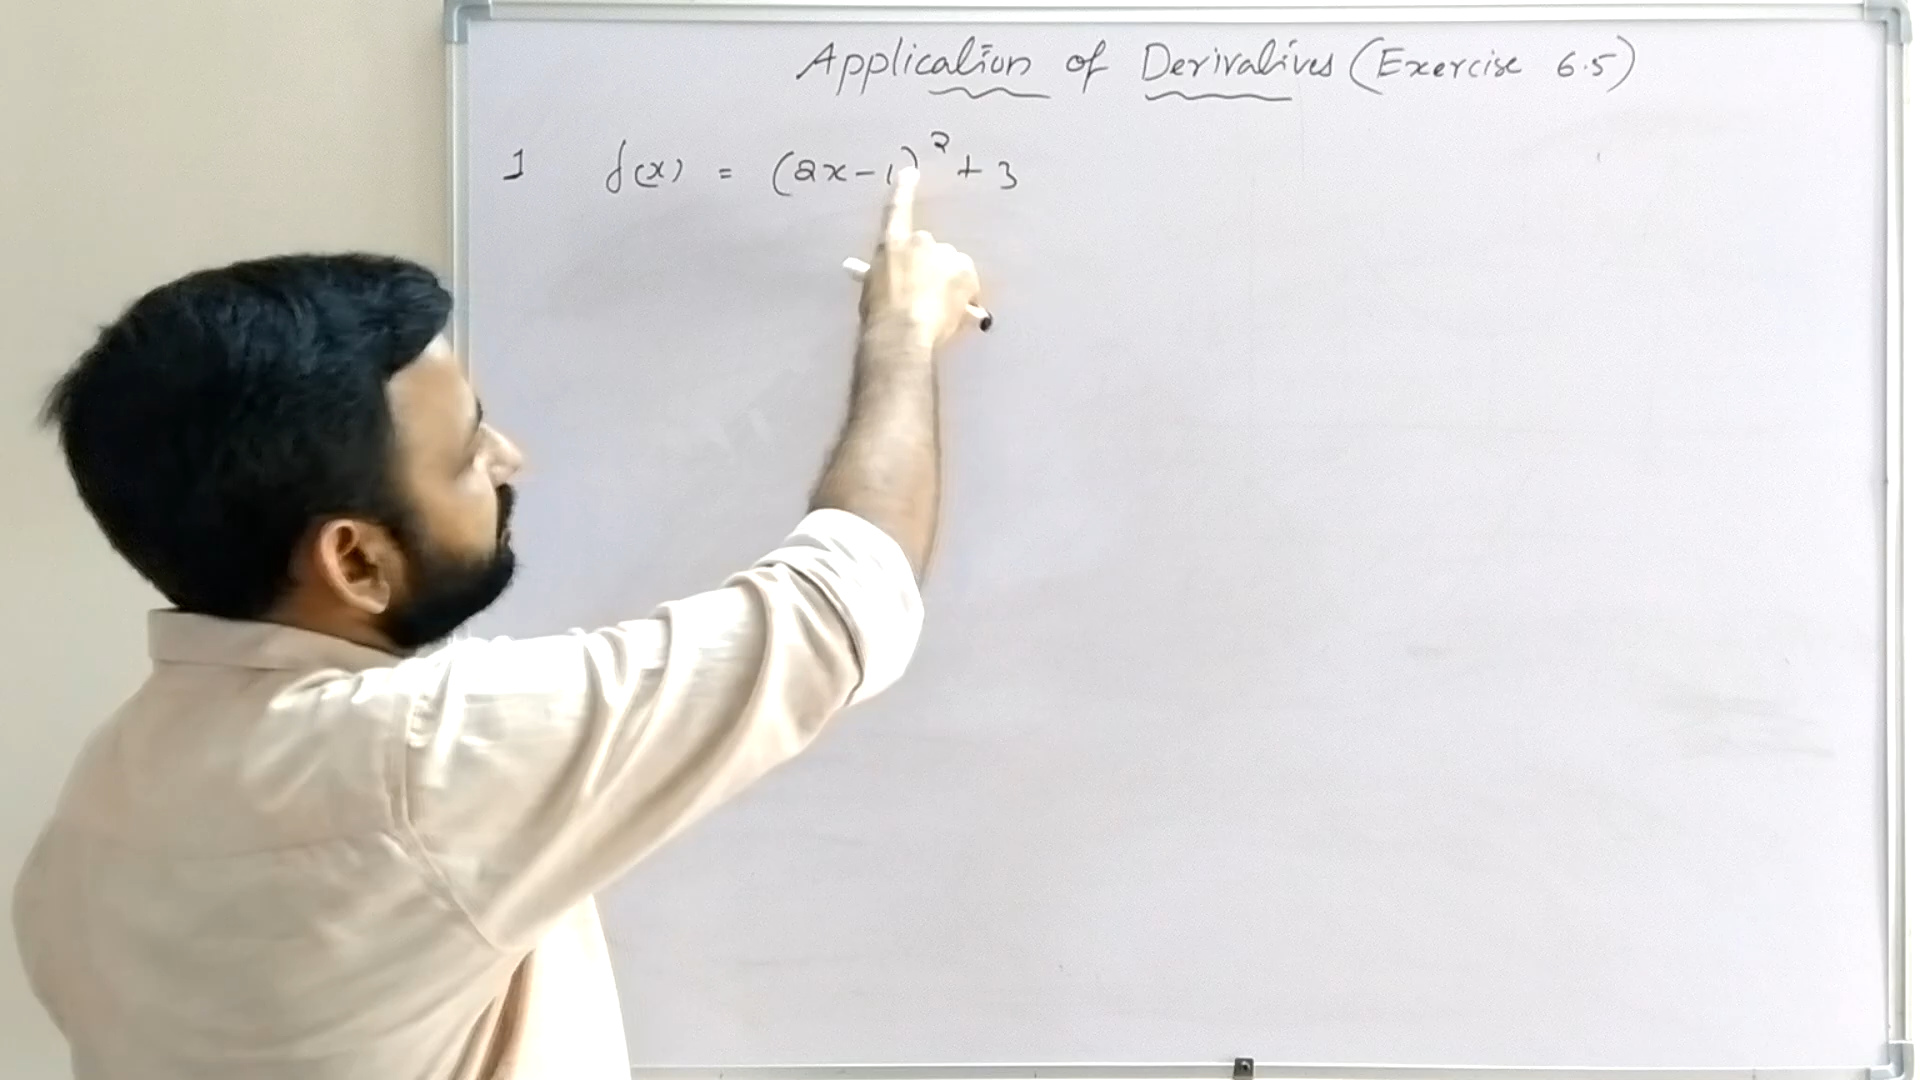 Application of Derivatives (Exercise 6.5)
1 f(x) = (2x-1)² + 3